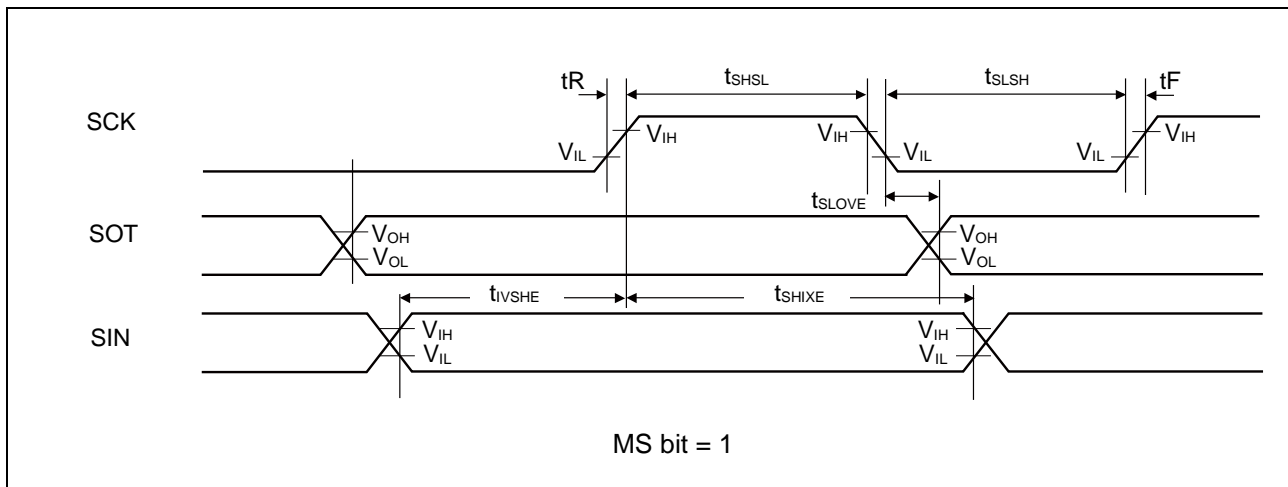 tR tSHSL tSLSH tF
SCK VIH VIH VIH
VIL VIL VIL
tSLOVE
SOT VOH VOH
VOL VOL
tIVSHE tSHIXE
SIN VIH VIH
VIL VIL
MS bit = 1